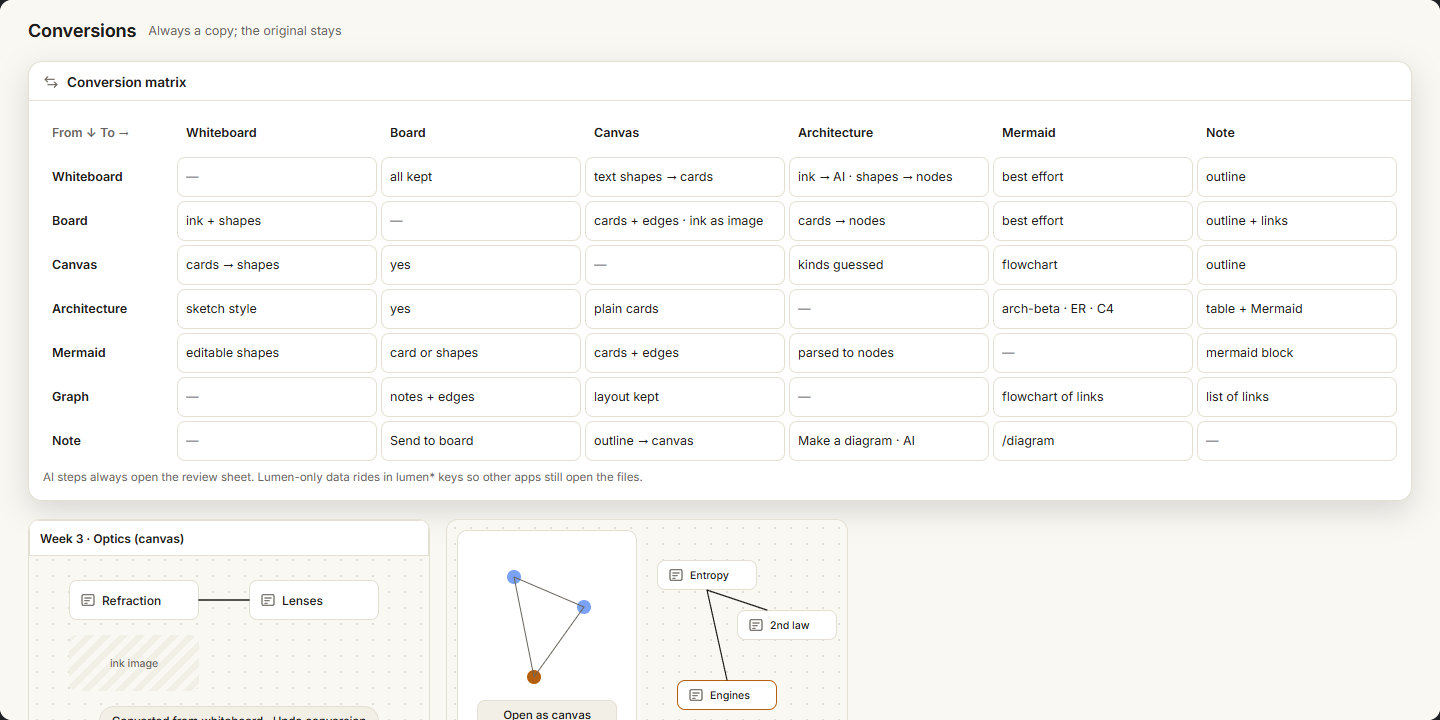 Conversions Always a copy; the original stays
Conversion matrix
From ↓ To → Whiteboard Board Canvas Architecture Mermaid Note
Whiteboard — all kept text shapes → cards ink → AI · shapes → nodes best effort outline
Board ink + shapes — cards + edges · ink as image cards → nodes best effort outline + links
Canvas cards → shapes yes — kinds guessed flowchart outline
Architecture sketch style yes plain cards — arch-beta · ER · C4 table + Mermaid
Mermaid editable shapes card or shapes cards + edges parsed to nodes — mermaid block
Graph — notes + edges layout kept — flowchart of links list of links
Note — Send to board outline → canvas Make a diagram · AI /diagram —
AI steps always open the review sheet. Lumen-only data rides in lumen* keys so other apps still open the files.
Week 3 · Optics (canvas)
Refraction Lenses
ink image
Converted from whiteboard · Undo conversion
Entropy
2nd law
Engines
Open as canvas